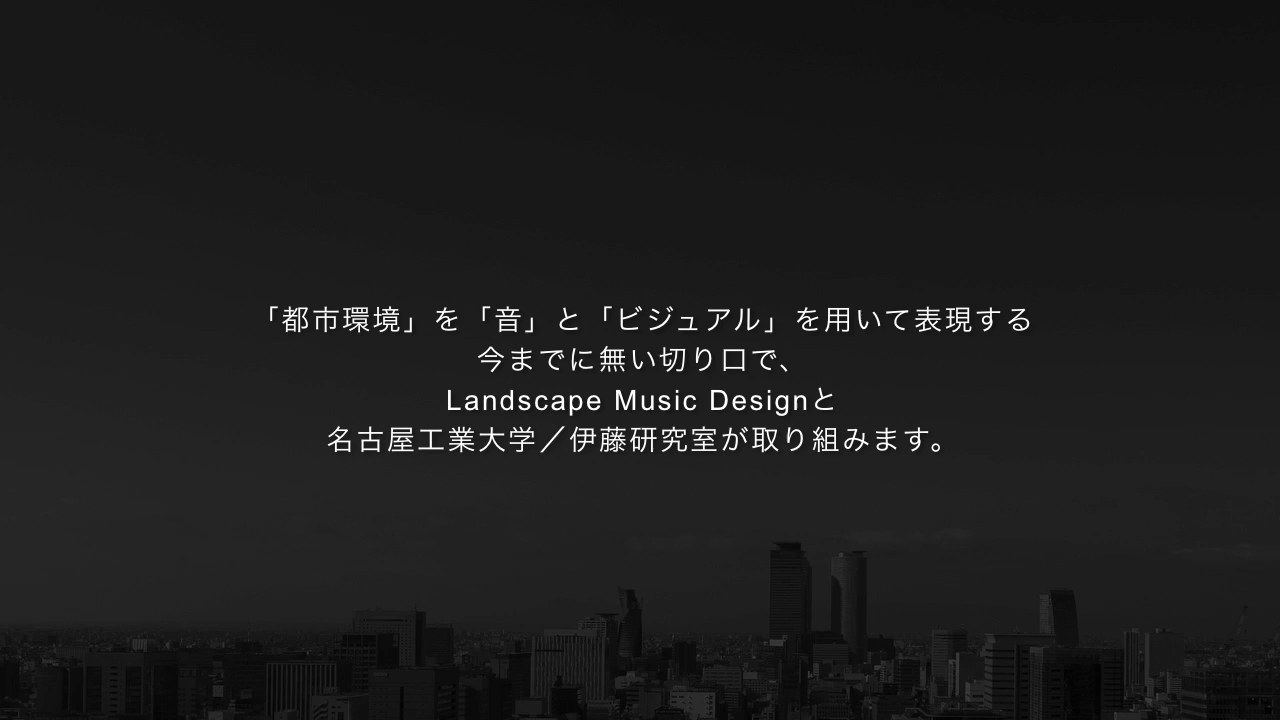 「都市環境」を「音」と「ビジュアル」を用いて表現する
今までに無い切り口で、
Landscape Music Designと
名古屋工業大学／伊藤研究室が取り組みます。